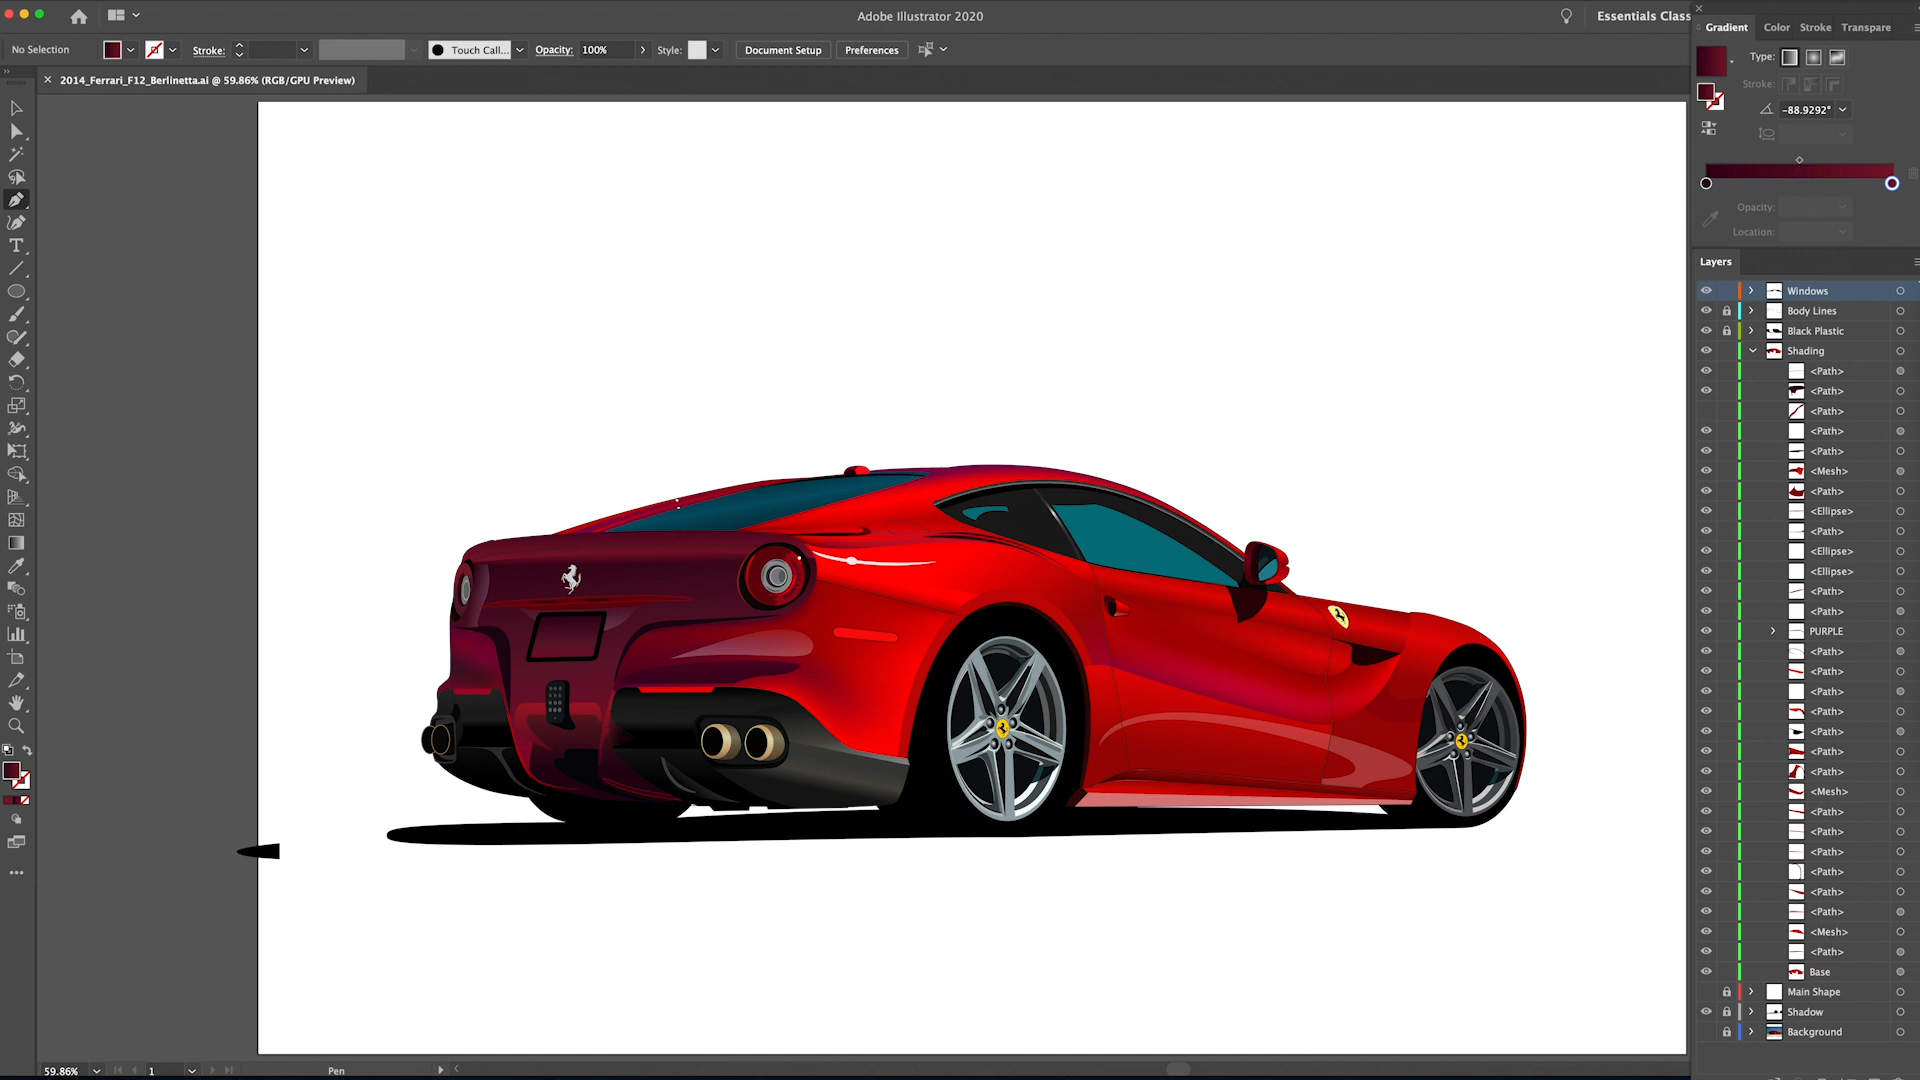 Adobe Illustrator 2020
Essentials Class
No Selection
Stroke:
Touch Call...
Opacity: 100%
Style:
Document Setup
Preferences
2014_Ferrari_F12_Berlinetta.ai @ 59.86% (RGB/GPU Preview)
Gradient
Color
Stroke
Transpare
Type:
Stroke:
-88.9292°
Opacity:
Location:
Layers
Windows
Body Lines
Black Plastic
Shading
<Path>
<Path>
<Path>
<Path>
<Path>
<Mesh>
<Path>
<Ellipse>
<Path>
<Ellipse>
<Ellipse>
<Path>
<Path>
PURPLE
<Path>
<Path>
<Path>
<Path>
<Path>
<Path>
<Path>
<Mesh>
<Path>
<Path>
<Path>
<Path>
<Path>
<Path>
<Mesh>
<Path>
Base
Main Shape
Shadow
Background
59.86%
1
Pen